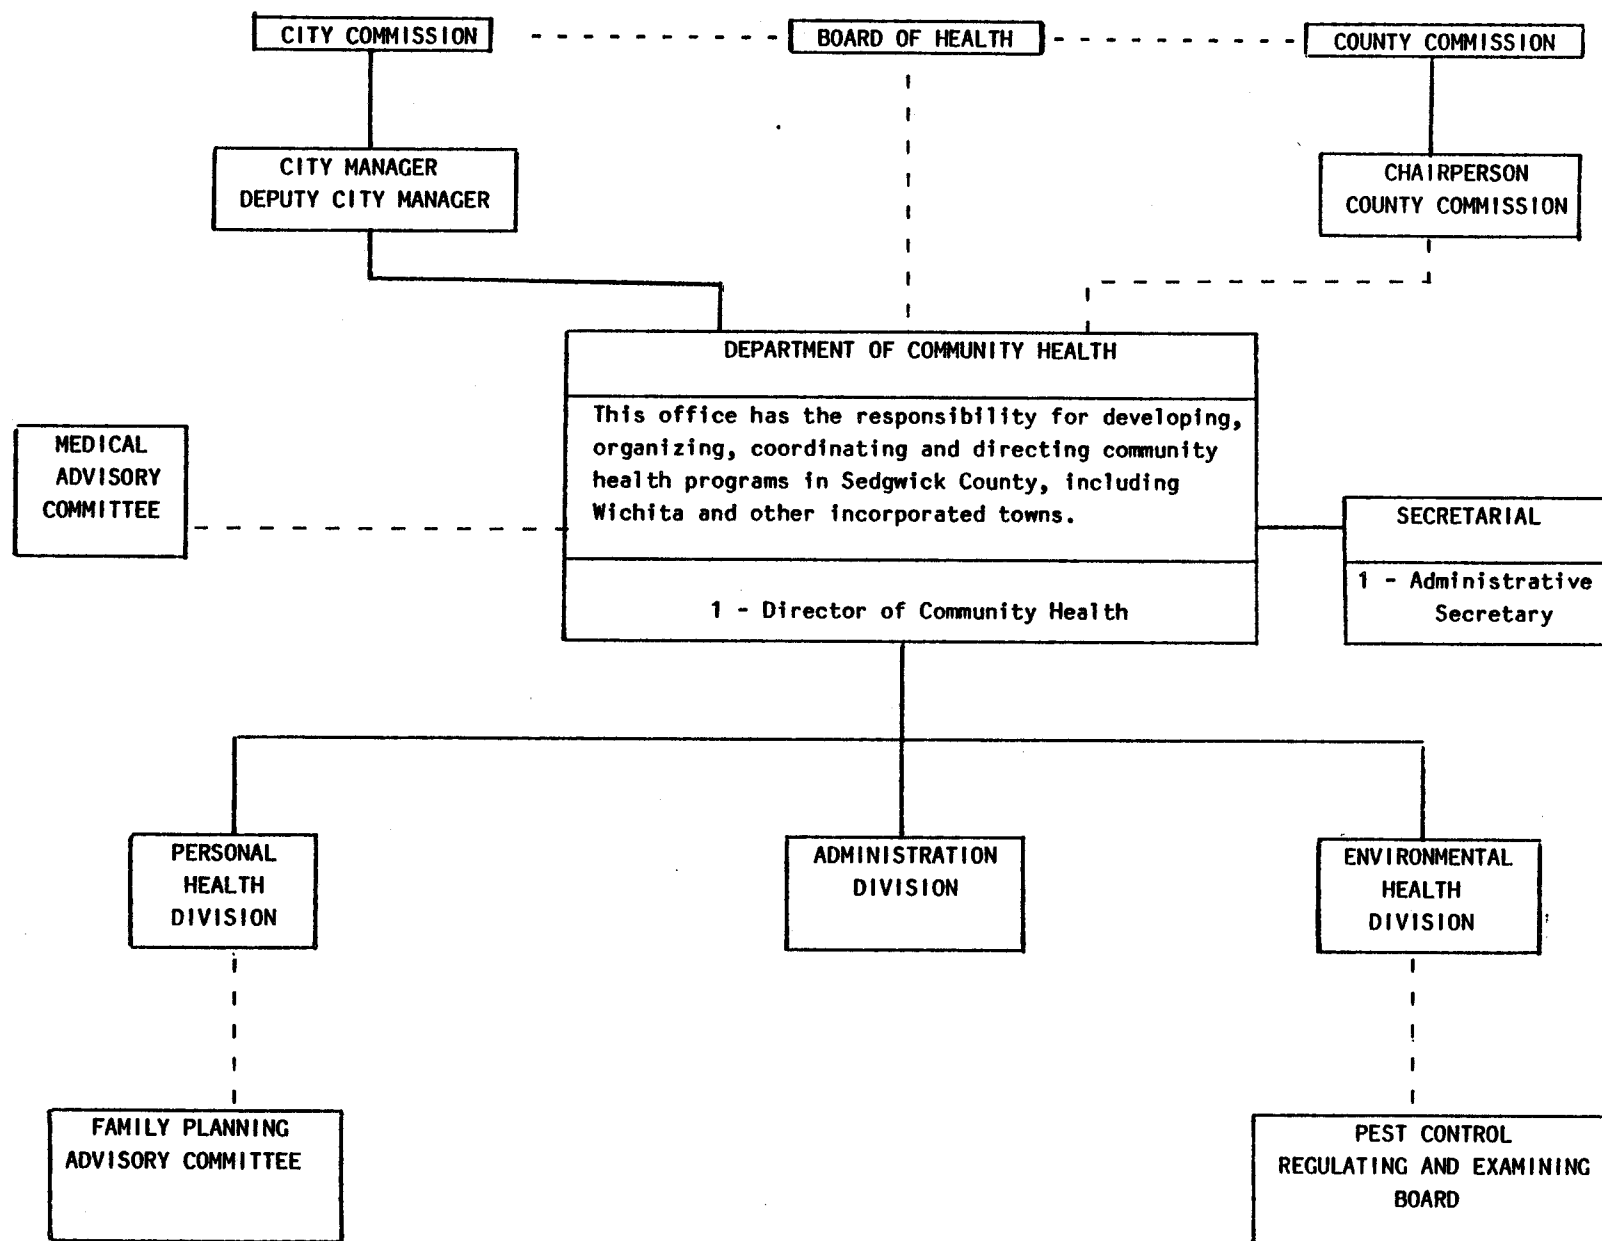 CITY COMMISSION
BOARD OF HEALTH
COUNTY COMMISSION
CITY MANAGER
DEPUTY CITY MANAGER
CHAIRPERSON
COUNTY COMMISSION
DEPARTMENT OF COMMUNITY HEALTH
This office has the responsibility for developing,
organizing, coordinating and directing community
health programs in Sedgwick County, including
Wichita and other incorporated towns.
1 - Director of Community Health
MEDICAL
ADVISORY
COMMITTEE
SECRETARIAL
1 - Administrative
Secretary
PERSONAL
HEALTH
DIVISION
ADMINISTRATION
DIVISION
ENVIRONMENTAL
HEALTH
DIVISION
FAMILY PLANNING
ADVISORY COMMITTEE
PEST CONTROL
REGULATING AND EXAMINING
BOARD